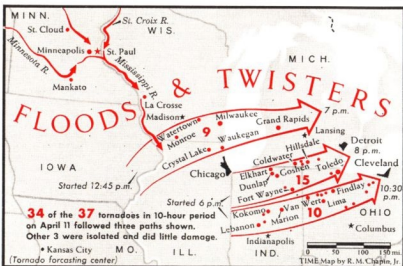 MINN.
St. Croix R.
WIS.
St. Cloud
Minneapolis
St. Paul
Minnesota R.
Mississippi R.
Mankato
MICH.
FLOODS & TWISTERS
La Crosse
Madison
Watertown
Milwaukee
Monroe
9
Grand Rapids
7 p.m.
Crystal Lake
Waukegan
Lansing
Hillsdale
Detroit
8 p.m.
Coldwater
Cleveland
IOWA
Chicago
Elkhart
Goshen
Toledo
Dunlap
15
10:30
p.m.
Started 12:45 p.m.
Fort Wayne
Findlay
Started 6 p.m.
Kokomo
Van Wert
Lima
Marion
10
OHIO
Lebanon
Columbus
Indianapolis
34 of the 37 tornadoes in 10-hour period
on April 11 followed three paths shown.
Other 3 were isolated and did little damage.
Kansas City
MO.
ILL.
IND.
(Tornado forcasting center)
0 50 100 150 mi.
TIME Map by R. M. Chapin, Jr.